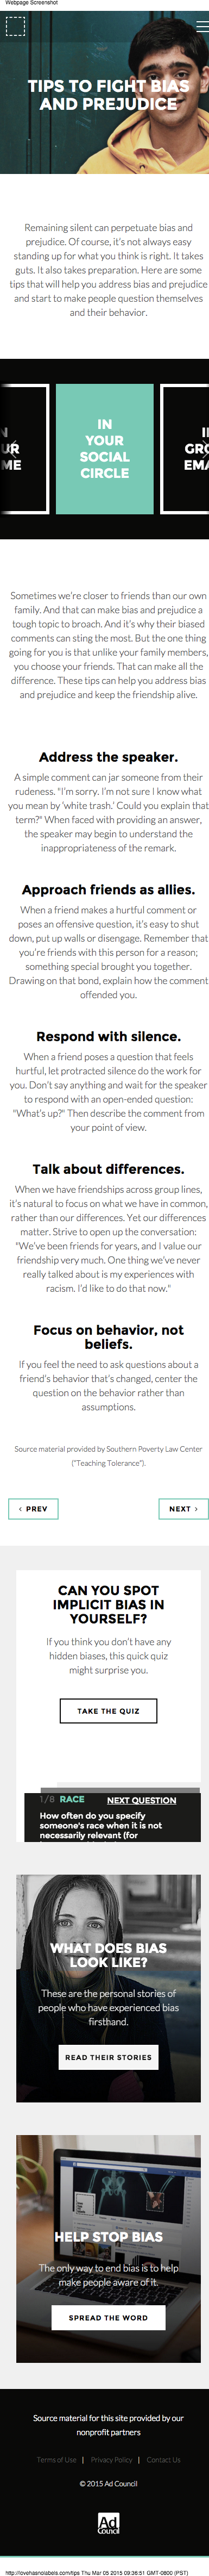 Webpage Screenshot
TIPS TO FIGHT BIAS
AND PREJUDICE
Remaining silent can perpetuate bias and
prejudice. Of course, it's not always easy
standing up for what you think is right. It takes
guts. It also takes preparation. Here are some
tips that will help you address bias and prejudice
and start to make people question themselves
and their behavior.
IN
YOUR
SOCIAL
CIRCLE
UR
ME
GRO
EMA
Sometimes we're closer to friends than our own
family. And that can make bias and prejudice a
tough topic to broach. And it's why their biased
comments can sting the most. But the one thing
going for you is that unlike your family members,
you choose your friends. That can make all the
difference. These tips can help you address bias
and prejudice and keep the friendship alive.
Address the speaker.
A simple comment can jar someone from their
rudeness. "I'm sorry. I'm not sure I know what
you mean by 'white trash.' Could you explain that
term?" When faced with providing an answer,
the speaker may begin to understand the
inappropriateness of the remark.
Approach friends as allies.
When a friend makes a hurtful comment or
poses an offensive question, it's easy to shut
down, put up walls or disengage. Remember that
you're friends with this person for a reason;
something special brought you together.
Drawing on that bond, explain how the comment
offended you.
Respond with silence.
When a friend poses a question that feels
hurtful, let protracted silence do the work for
you. Don't say anything and wait for the speaker
to respond with an open-ended question:
"What's up?" Then describe the comment from
your point of view.
Talk about differences.
When we have friendships across group lines,
it's natural to focus on what we have in common,
rather than our differences. Yet our differences
matter. Strive to open up the conversation:
"We've been friends for years, and I value our
friendship very much. One thing we've never
really talked about is my experiences with
racism. I'd like to do that now."
Focus on behavior, not
beliefs.
If you feel the need to ask questions about a
friend's behavior that's changed, center the
question on the behavior rather than
assumptions.
Source material provided by Southern Poverty Law Center
("Teaching Tolerance").
‹ PREV
NEXT ›
CAN YOU SPOT
IMPLICIT BIAS IN
YOURSELF?
If you think you don't have any
hidden biases, this quick quiz
might surprise you.
TAKE THE QUIZ
1/8 RACE NEXT QUESTION
How often do you specify
someone's race when it is not
necessarily relevant (for
WHAT DOES BIAS
LOOK LIKE?
These are the personal stories of
people who have experienced bias
firsthand.
READ THEIR STORIES
HELP STOP BIAS
The only way to end bias is to help
make people aware of it.
SPREAD THE WORD
Source material for this site provided by our
nonprofit partners
Terms of Use | Privacy Policy | Contact Us
© 2015 Ad Council
Ad
Council
http://lovehasnolabels.com/tips Thu Mar 05 2015 09:36:51 GMT-0800 (PST)